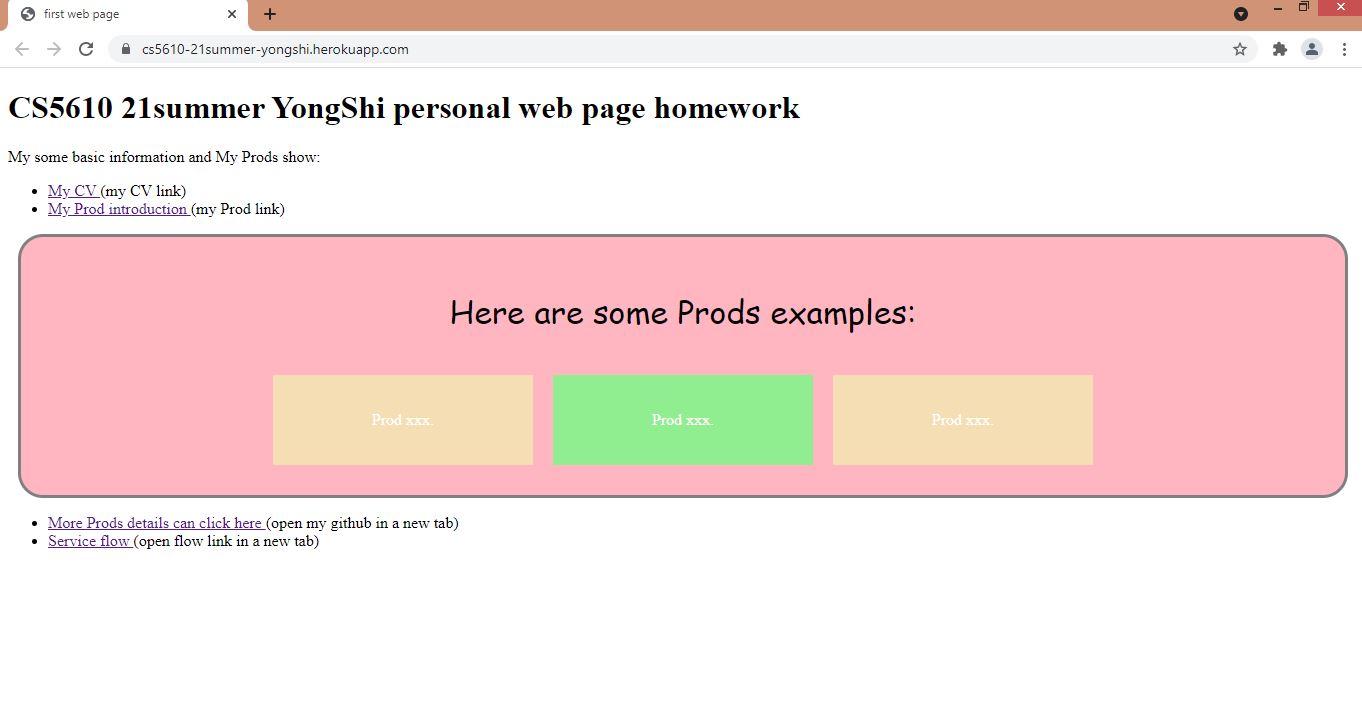 first web page
cs5610-21summer-yongshi.herokuapp.com
CS5610 21summer YongShi personal web page homework
My some basic information and My Prods show:
My CV (my CV link)
My Prod introduction (my Prod link)
Here are some Prods examples:
Prod xxx. Prod xxx. Prod xxx.
More Prods details can click here (open my github in a new tab)
Service flow (open flow link in a new tab)